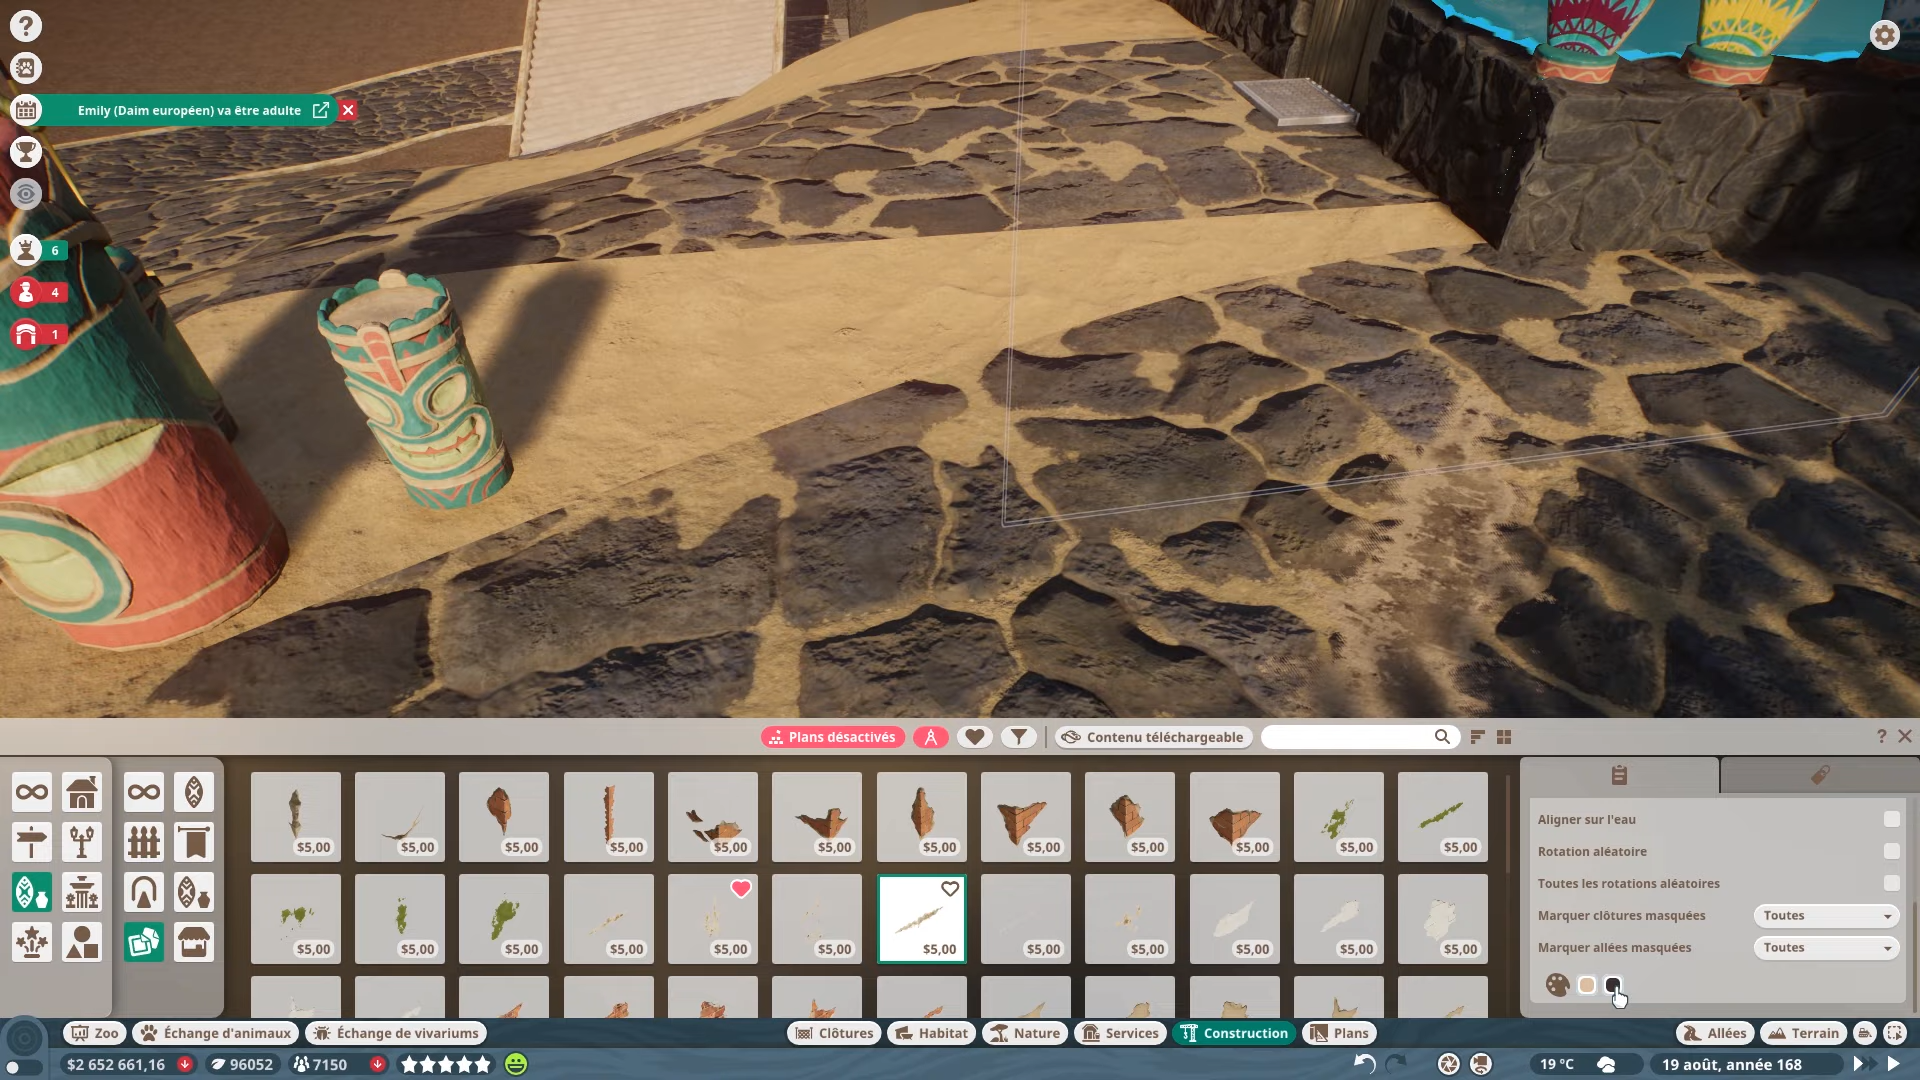 ?
Emily (Daim européen) va être adulte
6
4
1
Plans désactivés
Contenu téléchargeable
?
$5,00 $5,00 $5,00 $5,00 $5,00 $5,00 $5,00 $5,00 $5,00 $5,00 $5,00 $5,00
$5,00 $5,00 $5,00 $5,00 $5,00 $5,00 $5,00 $5,00 $5,00 $5,00 $5,00 $5,00
Aligner sur l'eau
Rotation aléatoire
Toutes les rotations aléatoires
Marquer clôtures masquées Toutes
Marquer allées masquées Toutes
Zoo Échange d'animaux Échange de vivariums Clôtures Habitat Nature Services Construction Plans Allées Terrain
$2 652 661,16 96052 7150 19 °C 19 août, année 168